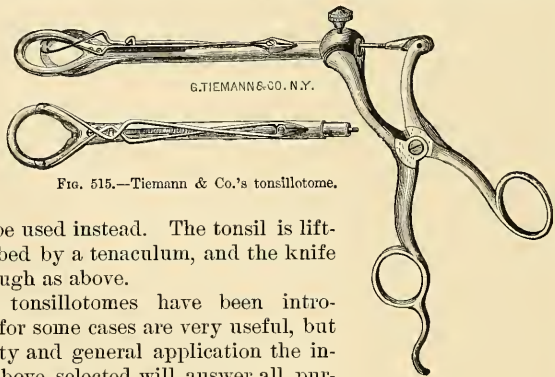 G.TIEMANN & CO. N.Y.
FIG. 515.—Tiemann & Co.'s tonsillotome.
be used instead. The tonsil is lift-
bed by a tenaculum, and the knife
ugh as above.
tonsillotomes have been intro-
for some cases are very useful, but
ty and general application the in-
above selected will answer all pur-